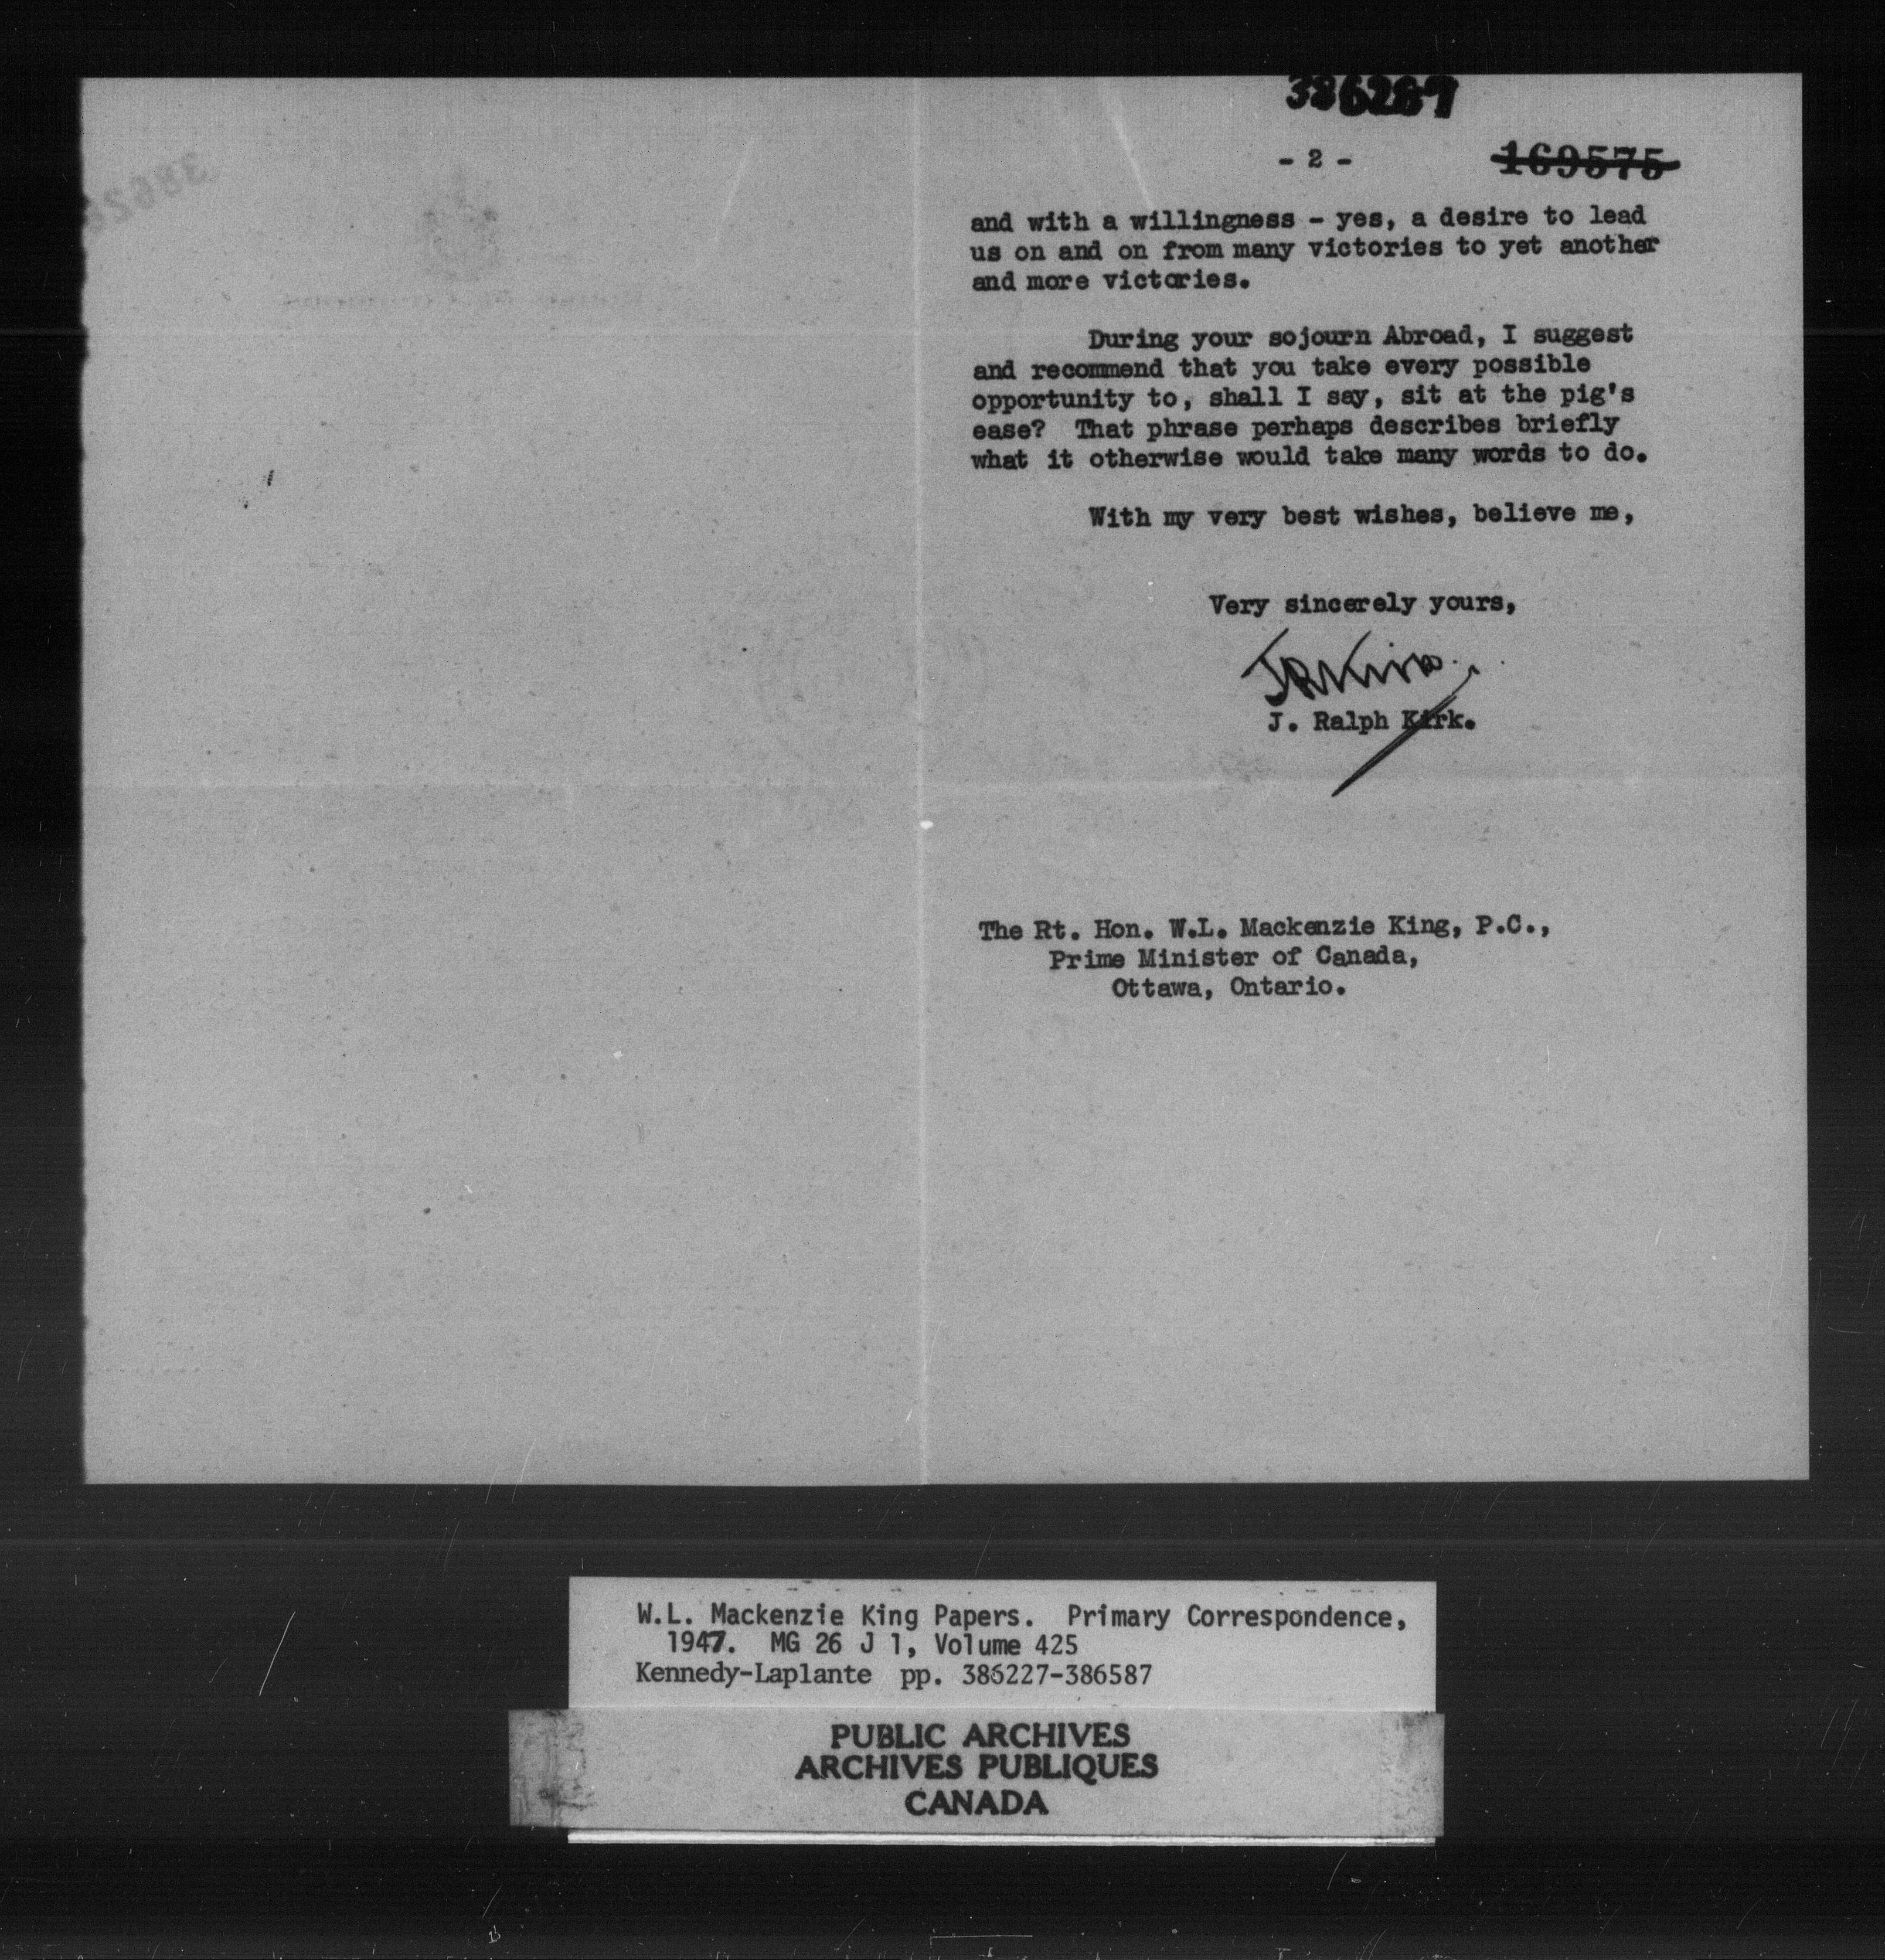 - 2 -
169575
and with a willingness - yes, a desire to lead
us on and on from many victories to yet another
and more victories.
During your sojourn Abroad, I suggest
and recommend that you take every possible
opportunity to, shall I say, sit at the pig's
ease? That phrase perhaps describes briefly
what it otherwise would take many words to do.
With my very best wishes, believe me,
Very sincerely yours,
J. Ralph Kirk.
The Rt. Hon. W.L. Mackenzie King, P.C.,
Prime Minister of Canada,
Ottawa, Ontario.
W.L. Mackenzie King Papers. Primary Correspondence,
1947. MG 26 J 1, Volume 425
Kennedy-Laplante pp. 386227-386587
PUBLIC ARCHIVES
ARCHIVES PUBLIQUES
CANADA